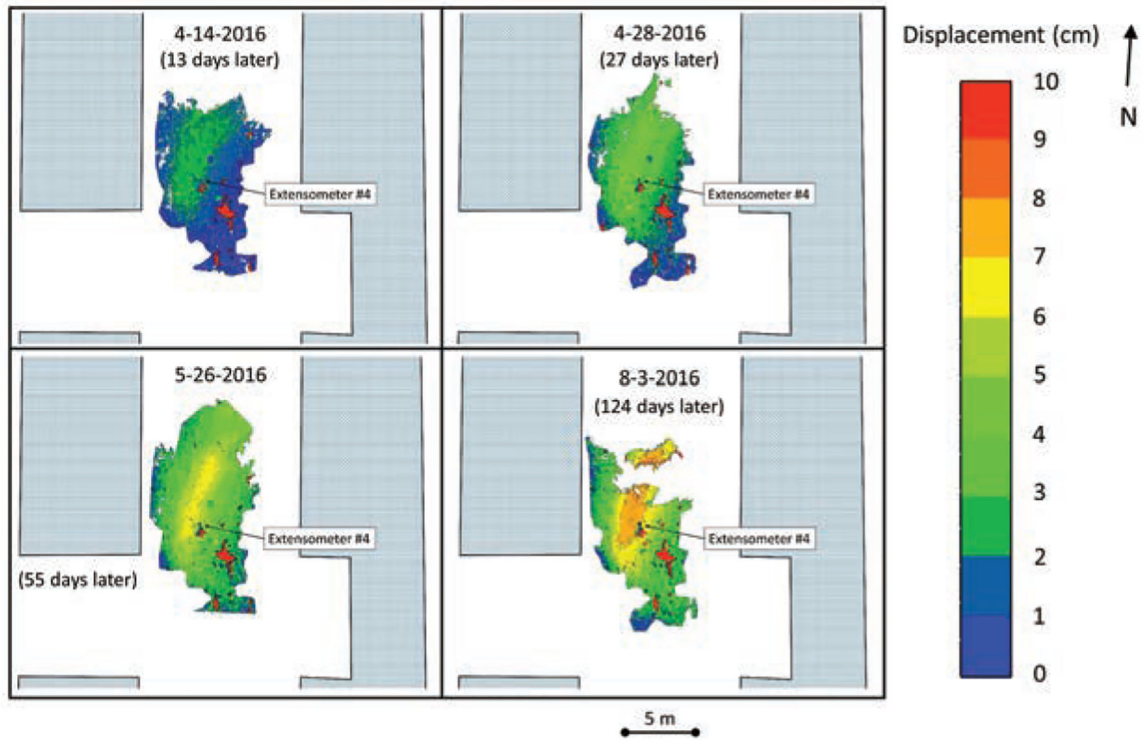 4-14-2016
(13 days later)
Extensometer #4
4-28-2016
(27 days later)
Extensometer #4
5-26-2016
Extensometer #4
(55 days later)
8-3-2016
(124 days later)
Extensometer #4
Displacement (cm)
N
10
9
8
7
6
5
4
3
2
1
0
5 m